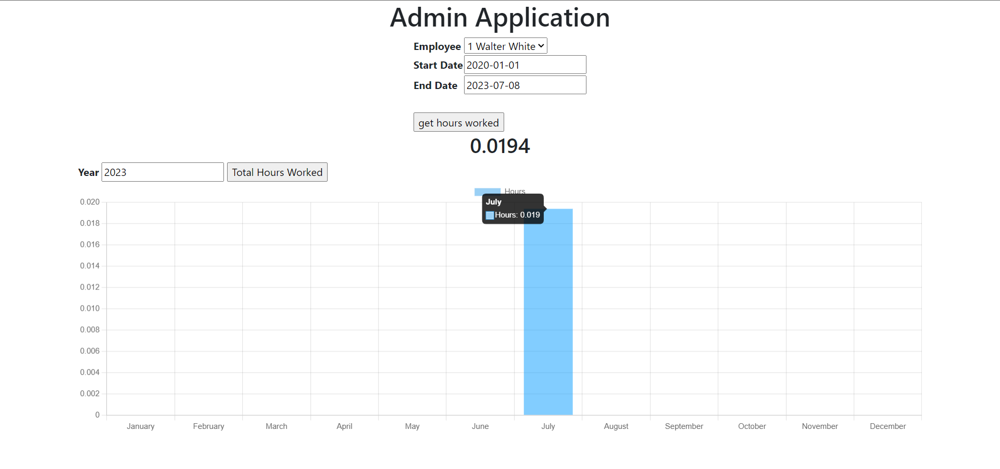 Admin Application
Employee 1 Walter White
Start Date 2020-01-01
End Date 2023-07-08
get hours worked
0.0194
Year 2023 Total Hours Worked
Hours
July
Hours: 0.019
0.020
0.018
0.016
0.014
0.012
0.010
0.008
0.006
0.004
0.002
0
January February March April May June July August September October November December